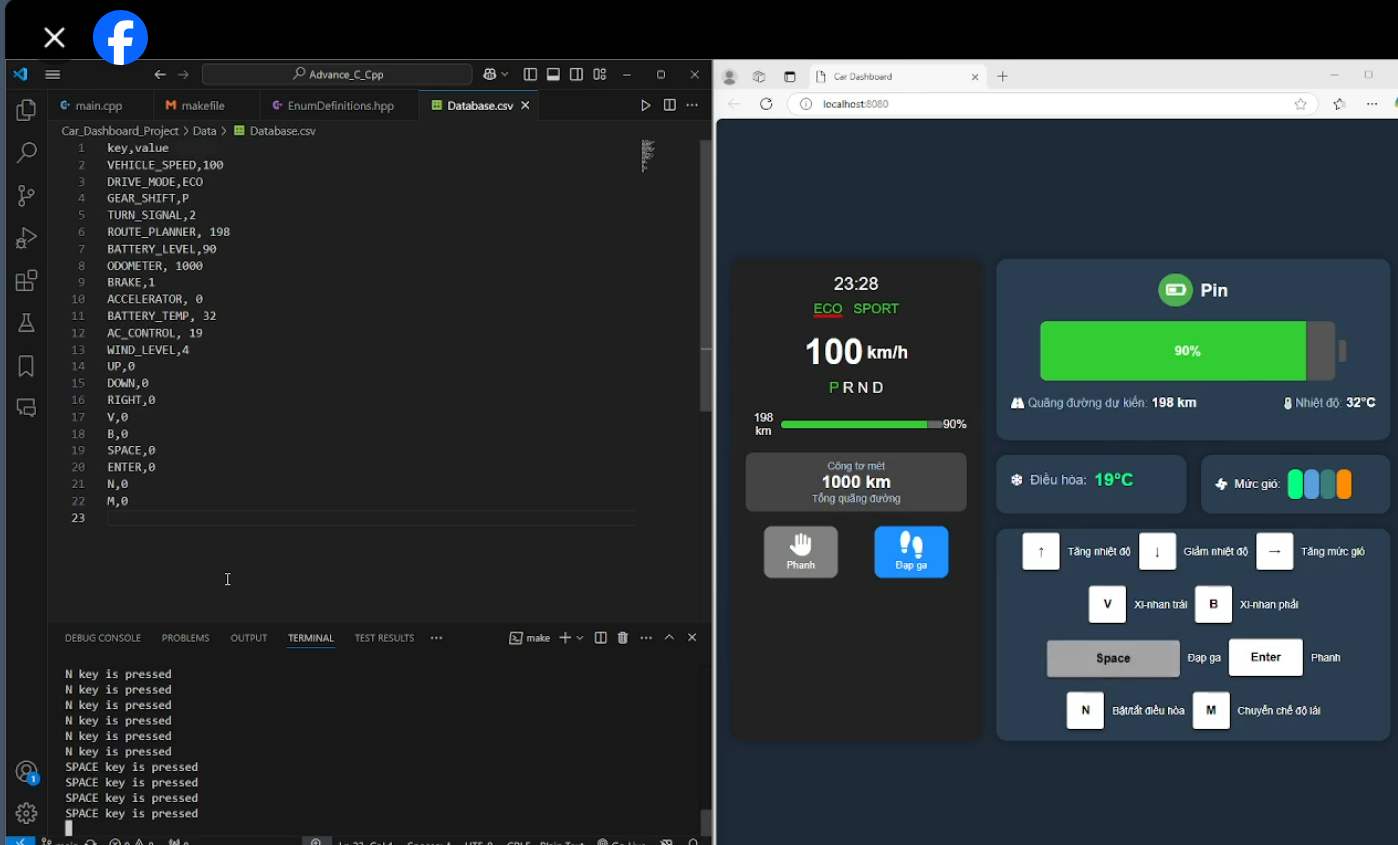 Advance_C_Cpp
main.cpp
makefile
EnumDefinitions.hpp
Database.csv
Car_Dashboard_Project > Data > Database.csv
1 key,value
2 VEHICLE_SPEED,100
3 DRIVE_MODE,ECO
4 GEAR_SHIFT,P
5 TURN_SIGNAL,2
6 ROUTE_PLANNER, 198
7 BATTERY_LEVEL,90
8 ODOMETER, 1000
9 BRAKE,1
10 ACCELERATOR, 0
11 BATTERY_TEMP, 32
12 AC_CONTROL, 19
13 WIND_LEVEL,4
14 UP,0
15 DOWN,0
16 RIGHT,0
17 V,0
18 B,0
19 SPACE,0
20 ENTER,0
21 N,0
22 M,0
23
DEBUG CONSOLE PROBLEMS OUTPUT TERMINAL TEST RESULTS
make
N key is pressed
N key is pressed
N key is pressed
N key is pressed
N key is pressed
N key is pressed
SPACE key is pressed
SPACE key is pressed
SPACE key is pressed
SPACE key is pressed
1
Car Dashboard
localhost:8080
23:28
ECO SPORT
100 km/h
P R N D
198 km
90%
Công tơ mét
1000 km
Tổng quãng đường
Phanh
Đạp ga
Pin
90%
Quãng đường dự kiến: 198 km
Nhiệt độ: 32°C
Điều hòa: 19°C
Mức gió:
↑ Tăng nhiệt độ ↓ Giảm nhiệt độ → Tăng mức gió
V Xi-nhan trái B Xi-nhan phải
Space Đạp ga Enter Phanh
N Bật/tắt điều hòa M Chuyển chế độ lái